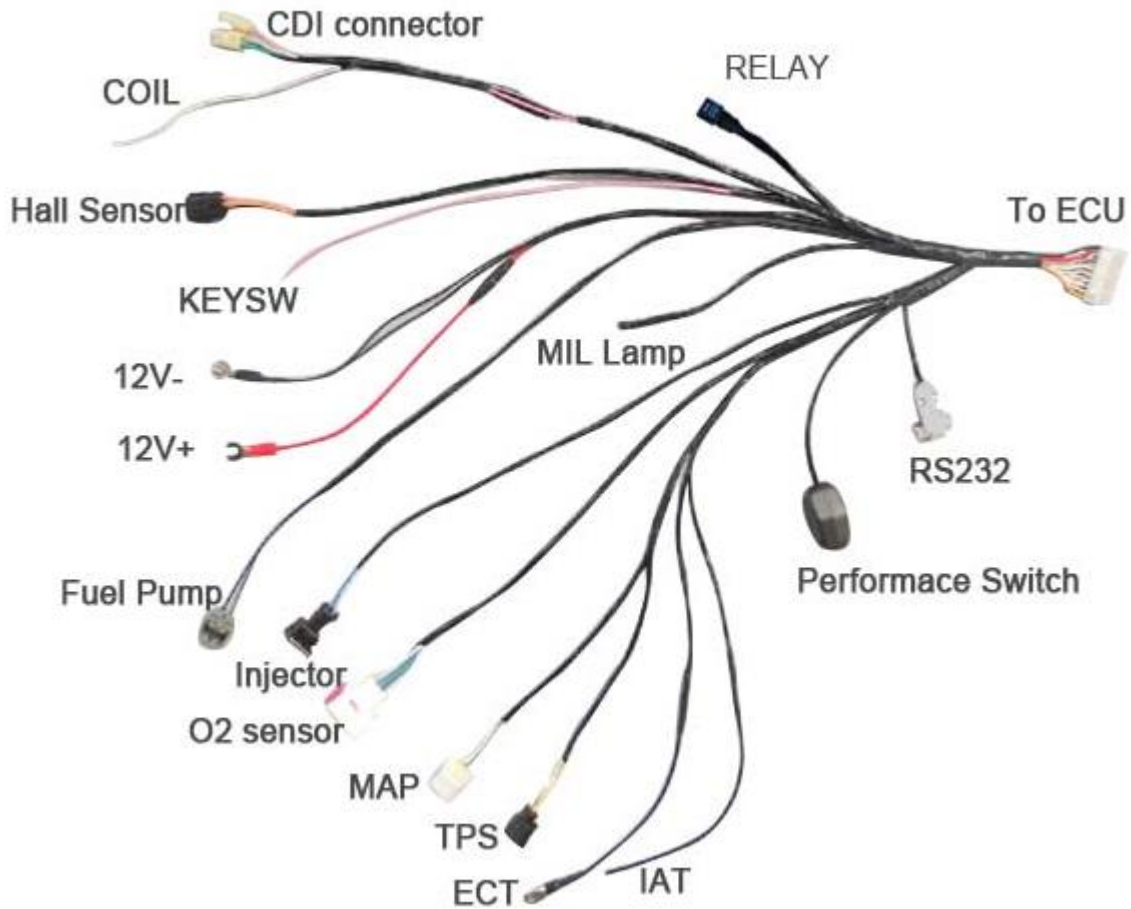 CDI connector
RELAY
COIL
Hall Sensor
To ECU
KEYSW
MIL Lamp
12V-
12V+
RS232
Performace Switch
Fuel Pump
Injector
O2 sensor
MAP
TPS
ECT
IAT